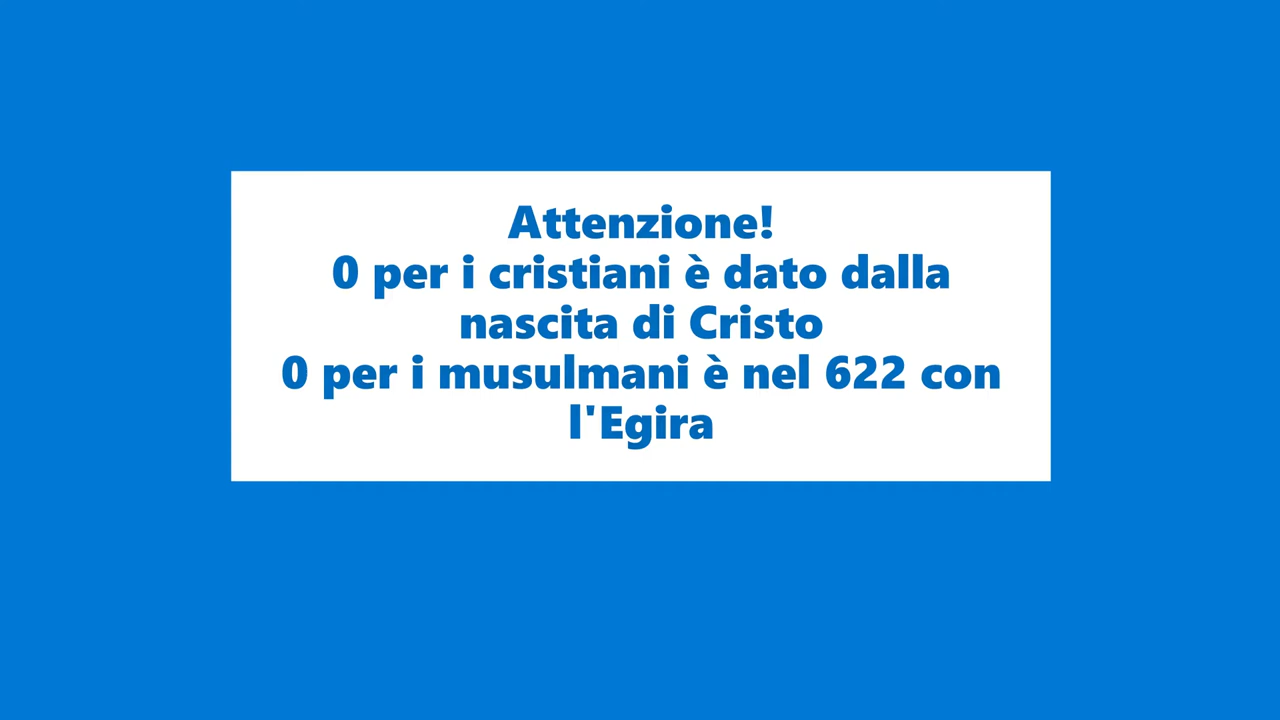 Attenzione!
0 per i cristiani è dato dalla
nascita di Cristo
0 per i musulmani è nel 622 con
l'Egira